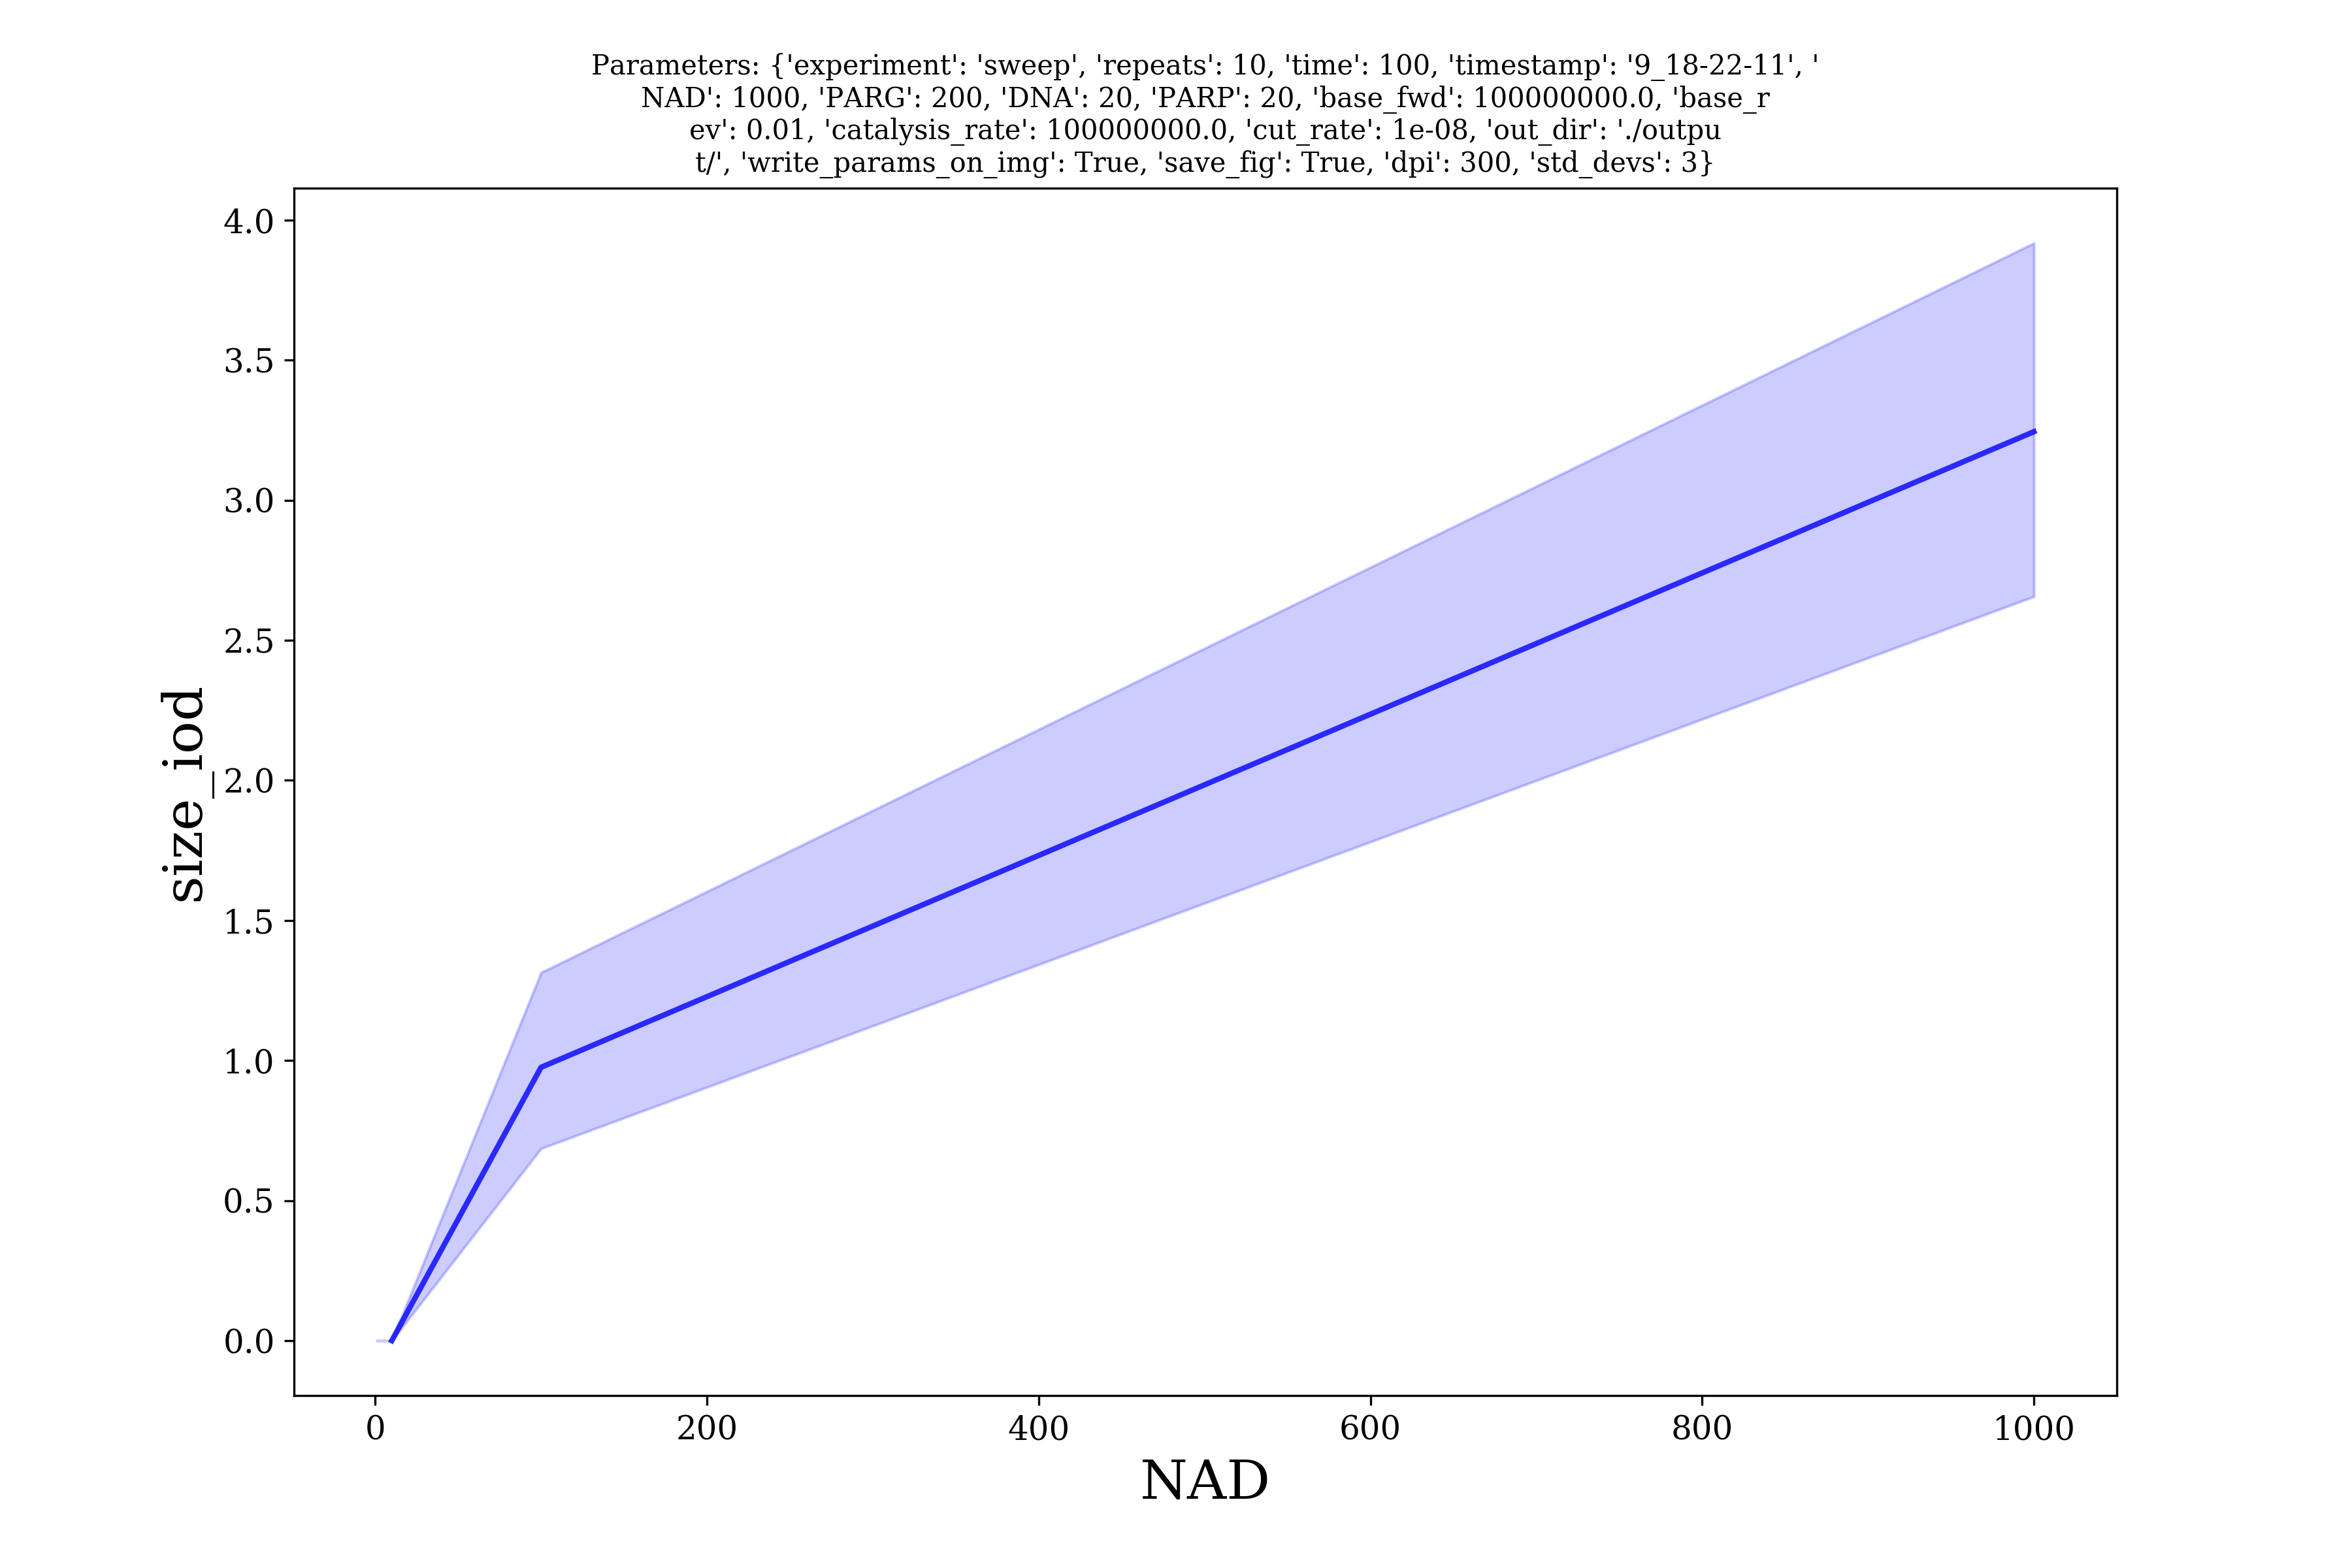 Parameters: {'experiment': 'sweep', 'repeats': 10, 'time': 100, 'timestamp': '9_18-22-11', '
NAD': 1000, 'PARG': 200, 'DNA': 20, 'PARP': 20, 'base_fwd': 100000000.0, 'base_r
ev': 0.01, 'catalysis_rate': 100000000.0, 'cut_rate': 1e-08, 'out_dir': './outpu
t/', 'write_params_on_img': True, 'save_fig': True, 'dpi': 300, 'std_devs': 3}
4.0
3.5
3.0
2.5
2.0
1.5
1.0
0.5
0.0
size_iod
0 200 400 600 800 1000
NAD